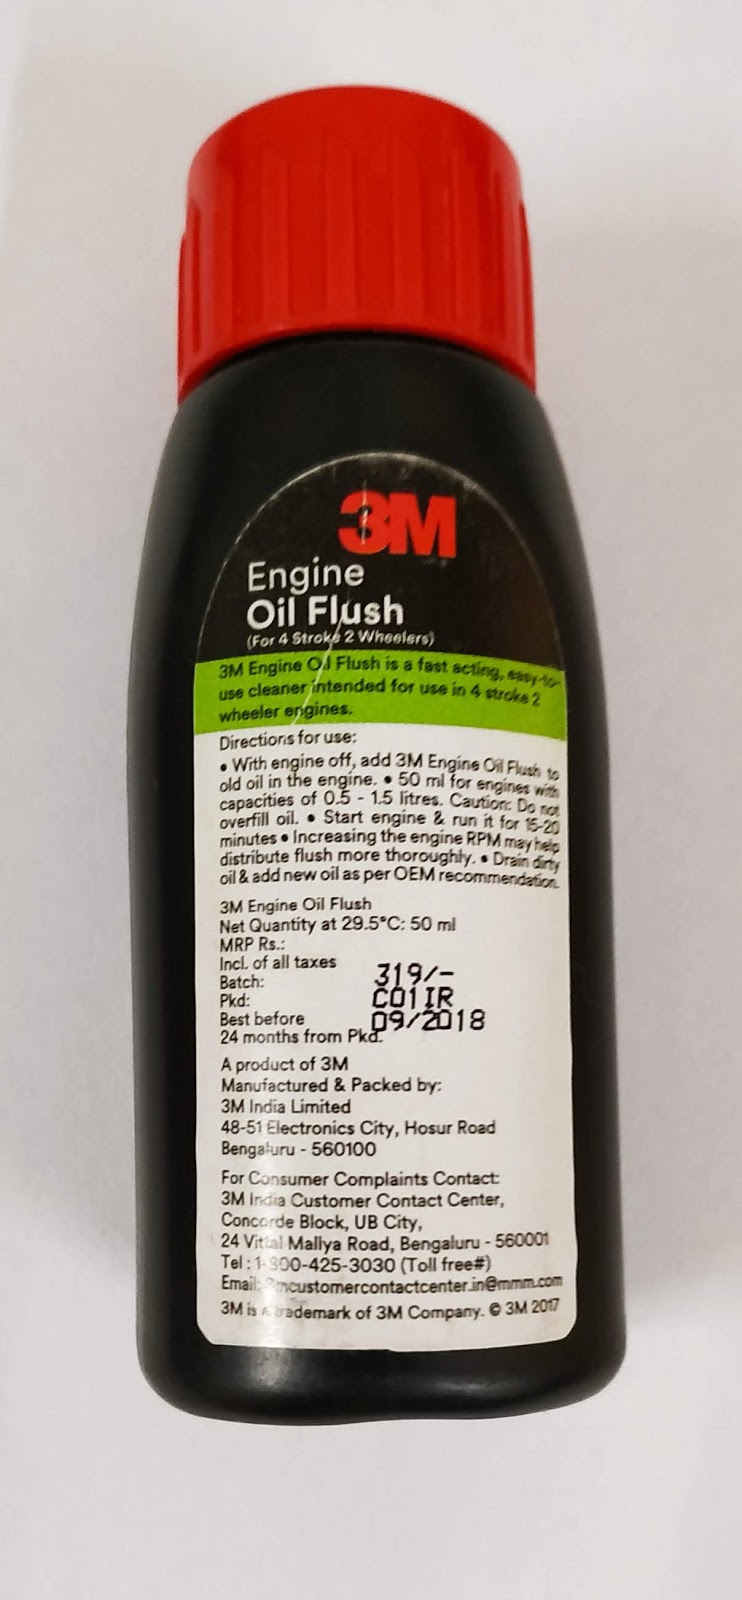 3M
Engine
Oil Flush
(For 4 Stroke 2 Wheelers)
3M Engine Oil Flush is a fast acting, easy-to-
use cleaner intended for use in 4 stroke 2
wheeler engines.
Directions for use:
• With engine off, add 3M Engine Oil Flush to
old oil in the engine. • 50 ml for engines with
capacities of 0.5 - 1.5 litres. Caution: Do not
overfill oil. • Start engine & run it for 15-20
minutes • Increasing the engine RPM may help
distribute flush more thoroughly. • Drain dirty
oil & add new oil as per OEM recommendation.
3M Engine Oil Flush
Net Quantity at 29.5°C: 50 ml
MRP Rs.:
Incl. of all taxes 319/-
Batch: C01IR
Pkd: 09/2018
Best before
24 months from Pkd.
A product of 3M
Manufactured & Packed by:
3M India Limited
48-51 Electronics City, Hosur Road
Bengaluru - 560100
For Consumer Complaints Contact:
3M India Customer Contact Center,
Concorde Block, UB City,
24 Vittal Mallya Road, Bengaluru - 560001
Tel : 1-800-425-3030 (Toll free#)
Email: 3mcustomercontactcenter.in@mmm.com
3M is a trademark of 3M Company. © 3M 2017